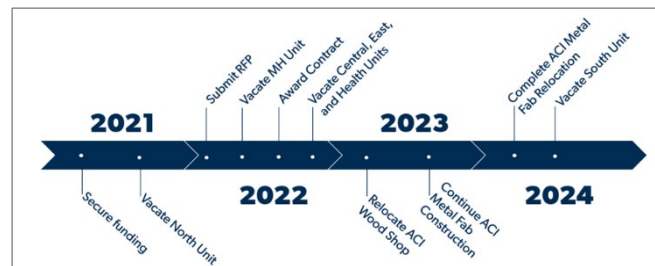 2021
Secure funding
Vacate North Unit
2022
Submit RFP
Vacate MH Unit
Award Contract
Vacate Central, East,
and Health Units
2023
Relocate ACI
Wood Shop
Continue ACI
Metal Fab
Construction
2024
Complete ACI Metal
Fab Relocation
Vacate South Unit